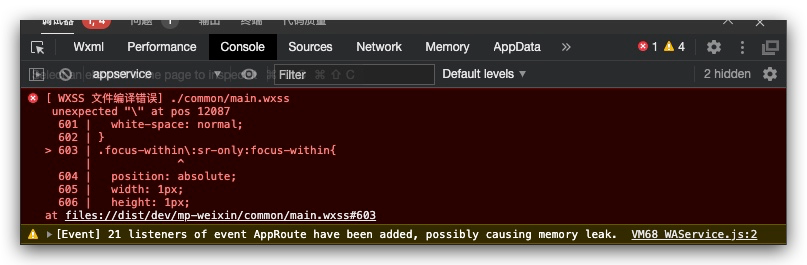 调试器 1, 4 问题 1 输出 终端 代码质量
Wxml Performance Console Sources Network Memory AppData » 1 4
appservice Filter ⌘ ⇧ C Default levels ▼ 2 hidden
[ WXSS 文件编译错误] ./common/main.wxss
unexpected "\" at pos 12087
601 | white-space: normal;
602 | }
> 603 | .focus-within\:sr-only:focus-within{
| ^
604 | position: absolute;
605 | width: 1px;
606 | height: 1px;
at files://dist/dev/mp-weixin/common/main.wxss#603
[Event] 21 listeners of event AppRoute have been added, possibly causing memory leak. VM68 WAService.js:2